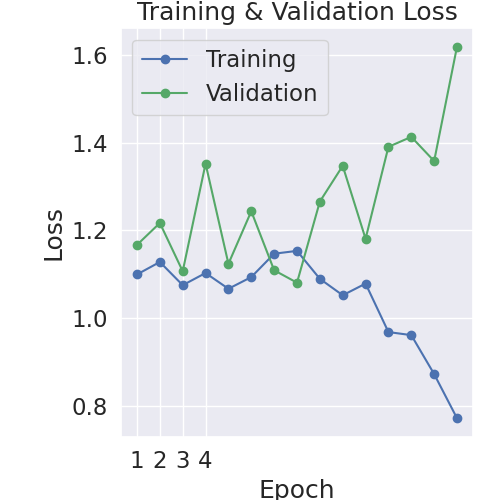 Training & Validation Loss
Training
Validation
Loss
1.6
1.4
1.2
1.0
0.8
1 2 3 4
Epoch